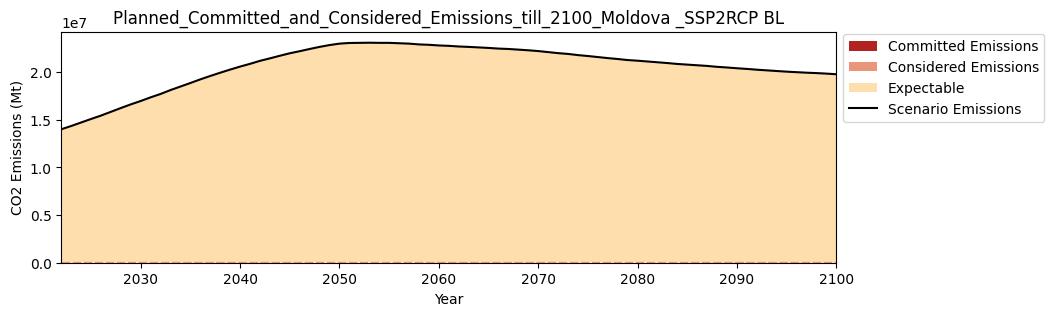 Planned_Committed_and_Considered_Emissions_till_2100_Moldova _SSP2RCP BL
1e7
Committed Emissions
Considered Emissions
Expectable
Scenario Emissions
CO2 Emissions (Mt)
2.0
1.5
1.0
0.5
0.0
2030 2040 2050 2060 2070 2080 2090 2100
Year